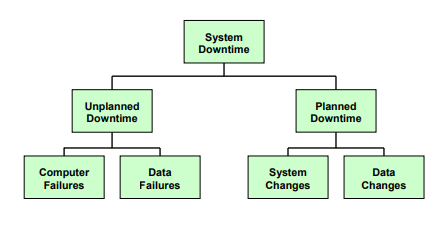 System
Downtime
Unplanned
Downtime
Planned
Downtime
Computer
Failures
Data
Failures
System
Changes
Data
Changes